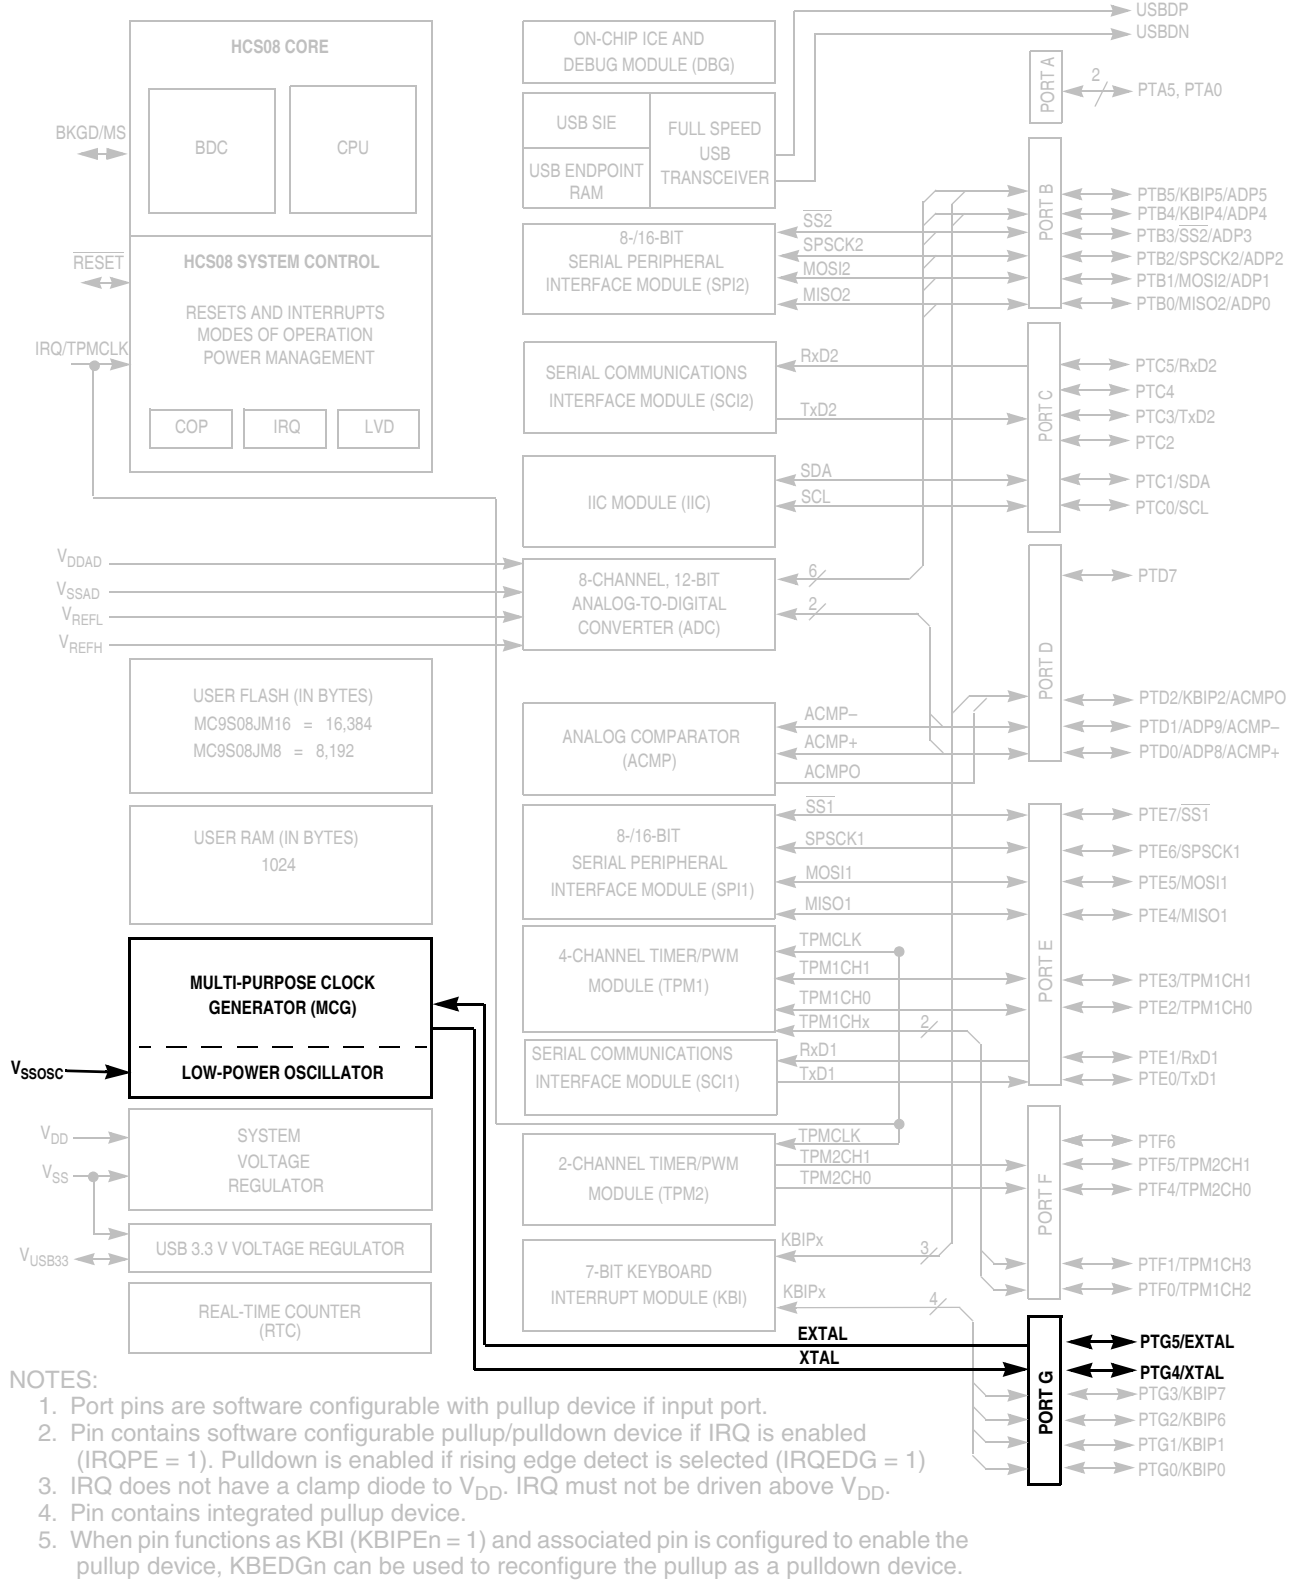 HCS08 CORE
BDC
CPU
BKGD/MS
RESET
HCS08 SYSTEM CONTROL
RESETS AND INTERRUPTS
MODES OF OPERATION
POWER MANAGEMENT
IRQ/TPMCLK
COP
IRQ
LVD
VDDAD
VSSAD
VREFL
VREFH
USER FLASH (IN BYTES)
MC9S08JM16 = 16,384
MC9S08JM8 = 8,192
USER RAM (IN BYTES)
1024
MULTI-PURPOSE CLOCK
GENERATOR (MCG)
LOW-POWER OSCILLATOR
VSSOSC
VDD
VSS
SYSTEM
VOLTAGE
REGULATOR
USB 3.3 V VOLTAGE REGULATOR
VUSB33
REAL-TIME COUNTER
(RTC)
ON-CHIP ICE AND
DEBUG MODULE (DBG)
USB SIE
USB ENDPOINT
RAM
FULL SPEED
USB
TRANSCEIVER
8-/16-BIT
SERIAL PERIPHERAL
INTERFACE MODULE (SPI2)
SS2
SPSCK2
MOSI2
MISO2
SERIAL COMMUNICATIONS
INTERFACE MODULE (SCI2)
RxD2
TxD2
IIC MODULE (IIC)
SDA
SCL
8-CHANNEL, 12-BIT
ANALOG-TO-DIGITAL
CONVERTER (ADC)
6
2
ANALOG COMPARATOR
(ACMP)
ACMP–
ACMP+
ACMPO
8-/16-BIT
SERIAL PERIPHERAL
INTERFACE MODULE (SPI1)
SS1
SPSCK1
MOSI1
MISO1
4-CHANNEL TIMER/PWM
MODULE (TPM1)
TPMCLK
TPM1CH1
TPM1CH0
TPM1CHx
2
SERIAL COMMUNICATIONS
INTERFACE MODULE (SCI1)
RxD1
TxD1
2-CHANNEL TIMER/PWM
MODULE (TPM2)
TPMCLK
TPM2CH1
TPM2CH0
7-BIT KEYBOARD
INTERRUPT MODULE (KBI)
KBIPx
3
KBIPx
4
EXTAL
XTAL
USBDP
USBDN
PORT A
2
PTA5, PTA0
PORT B
PTB5/KBIP5/ADP5
PTB4/KBIP4/ADP4
PTB3/SS2/ADP3
PTB2/SPSCK2/ADP2
PTB1/MOSI2/ADP1
PTB0/MISO2/ADP0
PORT C
PTC5/RxD2
PTC4
PTC3/TxD2
PTC2
PTC1/SDA
PTC0/SCL
PORT D
PTD7
PTD2/KBIP2/ACMPO
PTD1/ADP9/ACMP–
PTD0/ADP8/ACMP+
PORT E
PTE7/SS1
PTE6/SPSCK1
PTE5/MOSI1
PTE4/MISO1
PTE3/TPM1CH1
PTE2/TPM1CH0
PTE1/RxD1
PTE0/TxD1
PORT F
PTF6
PTF5/TPM2CH1
PTF4/TPM2CH0
PTF1/TPM1CH3
PTF0/TPM1CH2
PORT G
PTG5/EXTAL
PTG4/XTAL
PTG3/KBIP7
PTG2/KBIP6
PTG1/KBIP1
PTG0/KBIP0
NOTES:
1. Port pins are software configurable with pullup device if input port.
2. Pin contains software configurable pullup/pulldown device if IRQ is enabled
(IRQPE = 1). Pulldown is enabled if rising edge detect is selected (IRQEDG = 1)
3. IRQ does not have a clamp diode to VDD. IRQ must not be driven above VDD.
4. Pin contains integrated pullup device.
5. When pin functions as KBI (KBIPEn = 1) and associated pin is configured to enable the
pullup device, KBEDGn can be used to reconfigure the pullup as a pulldown device.